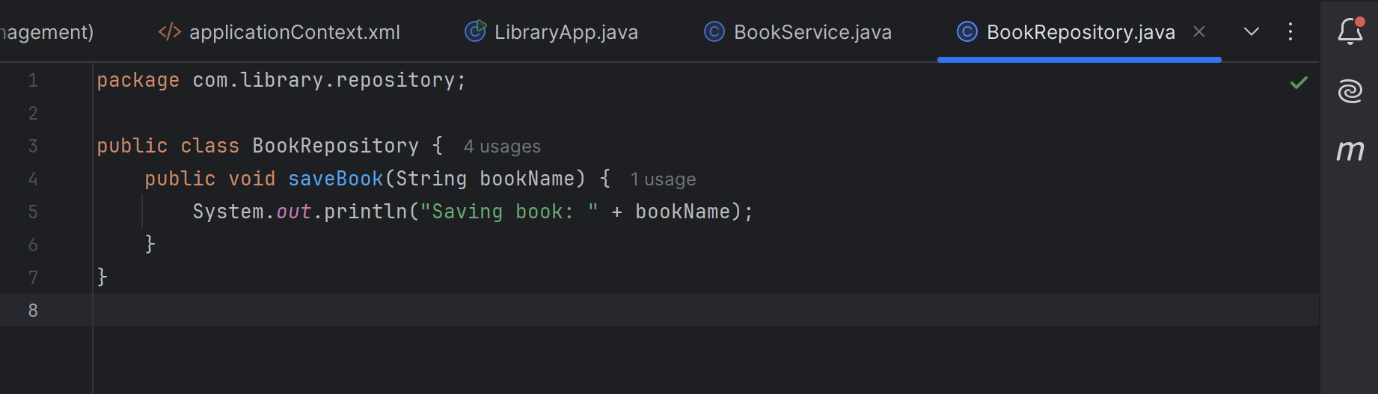 nagement) </> applicationContext.xml LibraryApp.java BookService.java BookRepository.java
1 package com.library.repository;
2
3 public class BookRepository { 4 usages
4 public void saveBook(String bookName) { 1 usage
5 System.out.println("Saving book: " + bookName);
6 }
7 }
8
m